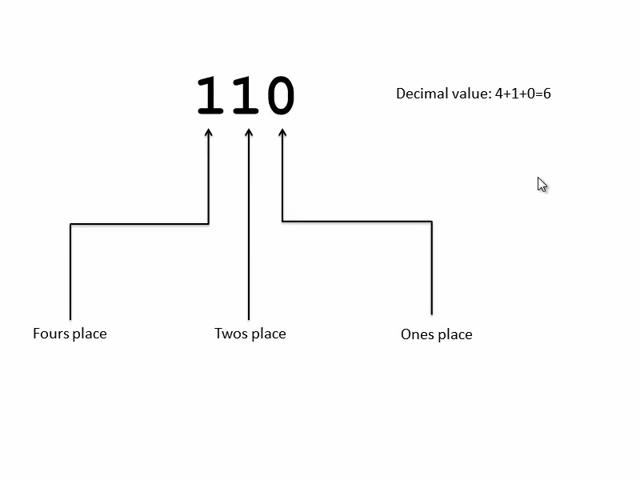 110
Decimal value: 4+1+0=6
Fours place
Twos place
Ones place